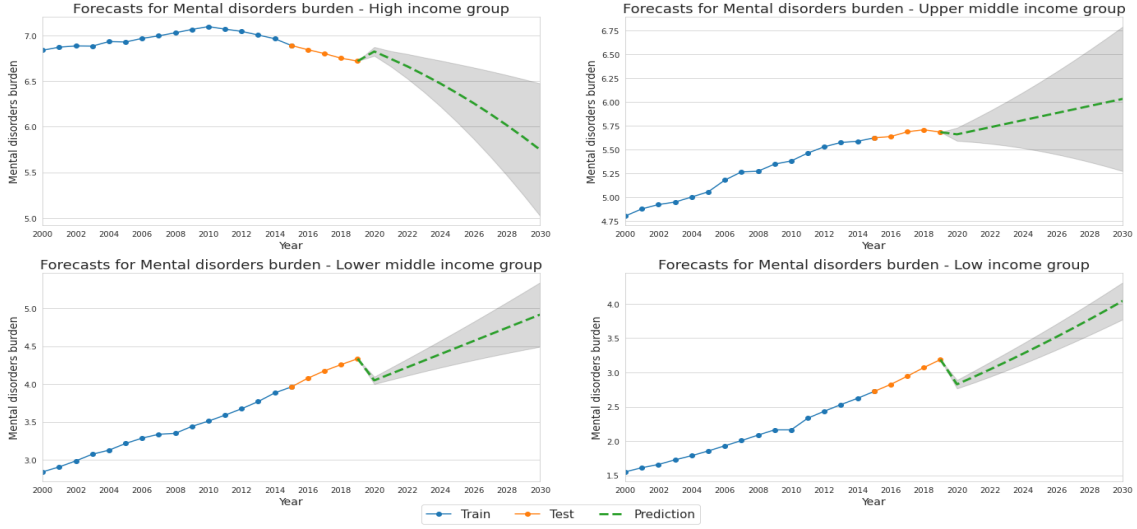 Forecasts for Mental disorders burden - High income group
Mental disorders burden
7.0
6.5
6.0
5.5
5.0
2000 2002 2004 2006 2008 2010 2012 2014 2016 2018 2020 2022 2024 2026 2028 2030
Year
Forecasts for Mental disorders burden - Upper middle income group
Mental disorders burden
6.75
6.50
6.25
6.00
5.75
5.50
5.25
5.00
4.75
2000 2002 2004 2006 2008 2010 2012 2014 2016 2018 2020 2022 2024 2026 2028 2030
Year
Forecasts for Mental disorders burden - Lower middle income group
Mental disorders burden
5.0
4.5
4.0
3.5
3.0
2000 2002 2004 2006 2008 2010 2012 2014 2016 2018 2020 2022 2024 2026 2028 2030
Year
Forecasts for Mental disorders burden - Low income group
Mental disorders burden
4.0
3.5
3.0
2.5
2.0
1.5
2000 2002 2004 2006 2008 2010 2012 2014 2016 2018 2020 2022 2024 2026 2028 2030
Year
Train Test Prediction